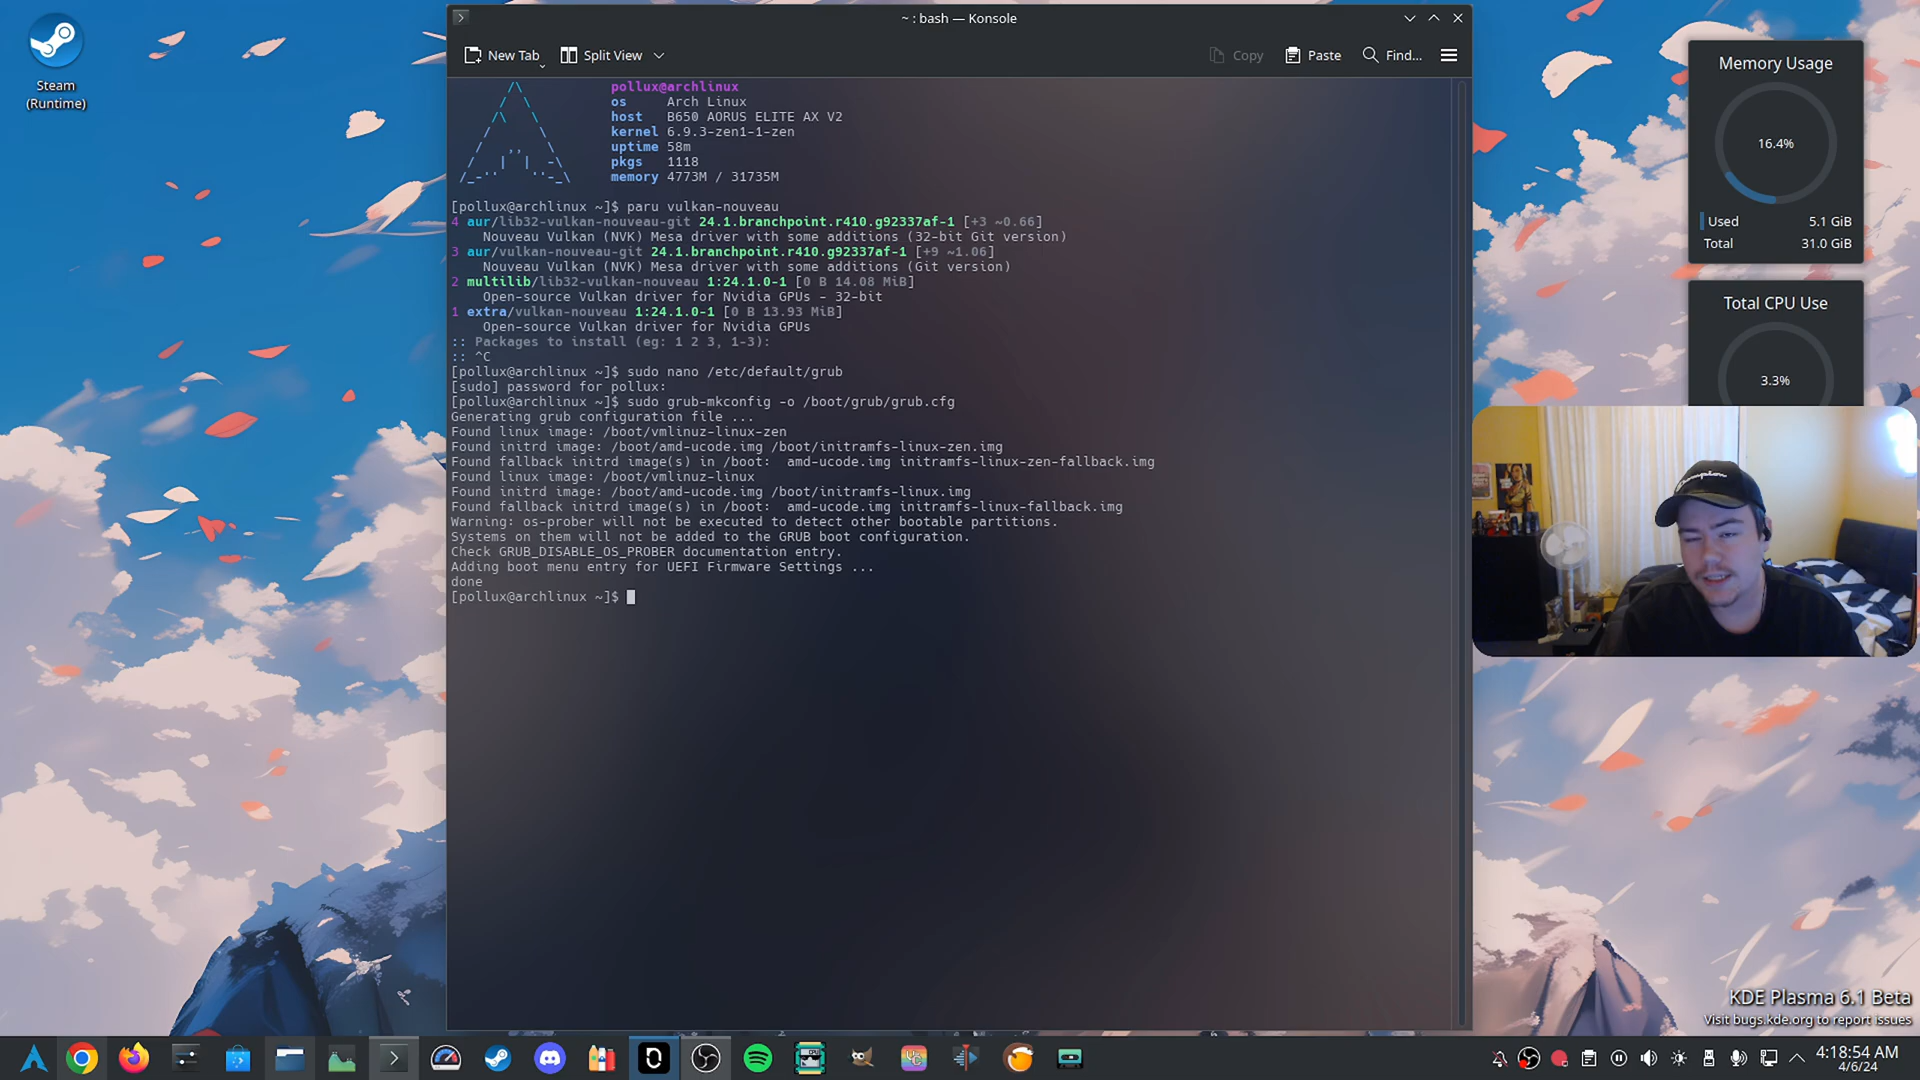 Steam
(Runtime)
~ : bash — Konsole
New Tab
Split View
Copy
Paste
Find...
pollux@archlinux
os Arch Linux
host B650 AORUS ELITE AX V2
kernel 6.9.3-zen1-1-zen
uptime 58m
pkgs 1118
memory 4773M / 31735M
[pollux@archlinux ~]$ paru vulkan-nouveau
4 aur/lib32-vulkan-nouveau-git 24.1.branchpoint.r410.g92337af-1 [+3 ~0.66]
Nouveau Vulkan (NVK) Mesa driver with some additions (32-bit Git version)
3 aur/vulkan-nouveau-git 24.1.branchpoint.r410.g92337af-1 [+9 ~1.06]
Nouveau Vulkan (NVK) Mesa driver with some additions (Git version)
2 multilib/lib32-vulkan-nouveau 1:24.1.0-1 [0 B 14.08 MiB]
Open-source Vulkan driver for Nvidia GPUs - 32-bit
1 extra/vulkan-nouveau 1:24.1.0-1 [0 B 13.93 MiB]
Open-source Vulkan driver for Nvidia GPUs
:: Packages to install (eg: 1 2 3, 1-3):
:: ^C
[pollux@archlinux ~]$ sudo nano /etc/default/grub
[sudo] password for pollux:
[pollux@archlinux ~]$ sudo grub-mkconfig -o /boot/grub/grub.cfg
Generating grub configuration file ...
Found linux image: /boot/vmlinuz-linux-zen
Found initrd image: /boot/amd-ucode.img /boot/initramfs-linux-zen.img
Found fallback initrd image(s) in /boot:  amd-ucode.img initramfs-linux-zen-fallback.img
Found linux image: /boot/vmlinuz-linux
Found initrd image: /boot/amd-ucode.img /boot/initramfs-linux.img
Found fallback initrd image(s) in /boot:  amd-ucode.img initramfs-linux-fallback.img
Warning: os-prober will not be executed to detect other bootable partitions.
Systems on them will not be added to the GRUB boot configuration.
Check GRUB_DISABLE_OS_PROBER documentation entry.
Adding boot menu entry for UEFI Firmware Settings ...
done
[pollux@archlinux ~]$
Memory Usage
16.4%
Used 5.1 GiB
Total 31.0 GiB
Total CPU Use
3.3%
Champion
KDE Plasma 6.1 Beta
Visit bugs.kde.org to report issues
4:18:54 AM
4/6/24